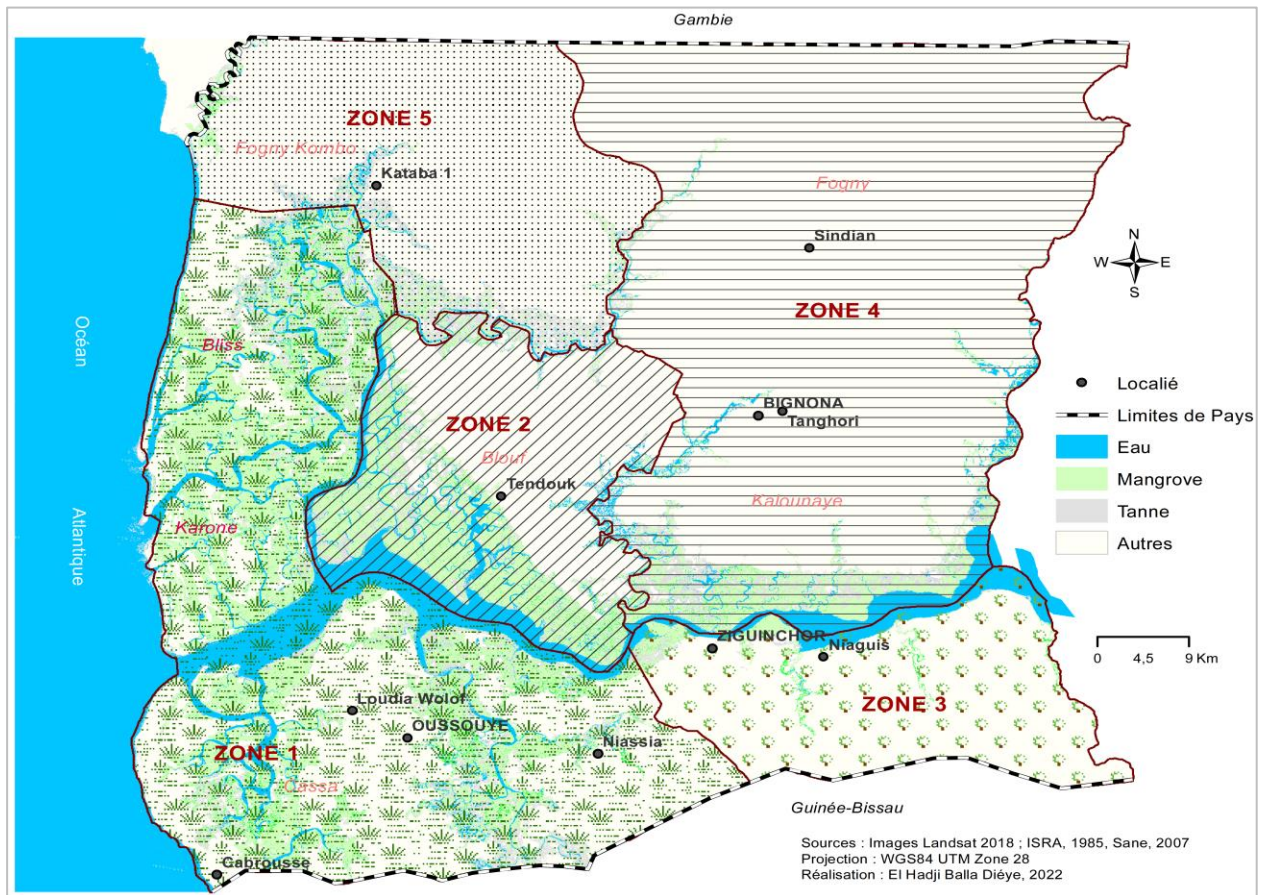 Gambie
ZONE 5
Fogny Kombo
Kataba 1
Fogny
Sindian
N
W E
S
ZONE 4
Océan
Bliss
Localié
BIGNONA
Tanghori
Limites de Pays
ZONE 2
Blouf
Eau
Mangrove
Tendouk
Kalounaye
Tanne
Atlantique
Karone
Autres
ZIGUINCHOR
Niaguis
0 4,5 9 Km
Loudia Wolof
ZONE 3
OUSSOUYE
ZONE 1
Niassia
Cassa
Guinée-Bissau
Cabrousse
Sources : Images Landsat 2018 ; ISRA, 1985, Sane, 2007
Projection : WGS84 UTM Zone 28
Réalisation : El Hadji Balla Diéye, 2022